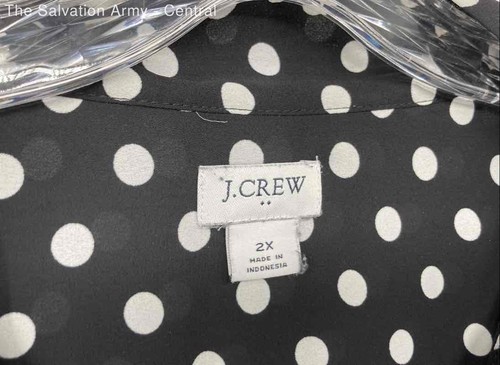 The Salvation Army - Central
J.CREW
2X
MADE IN
INDONESIA